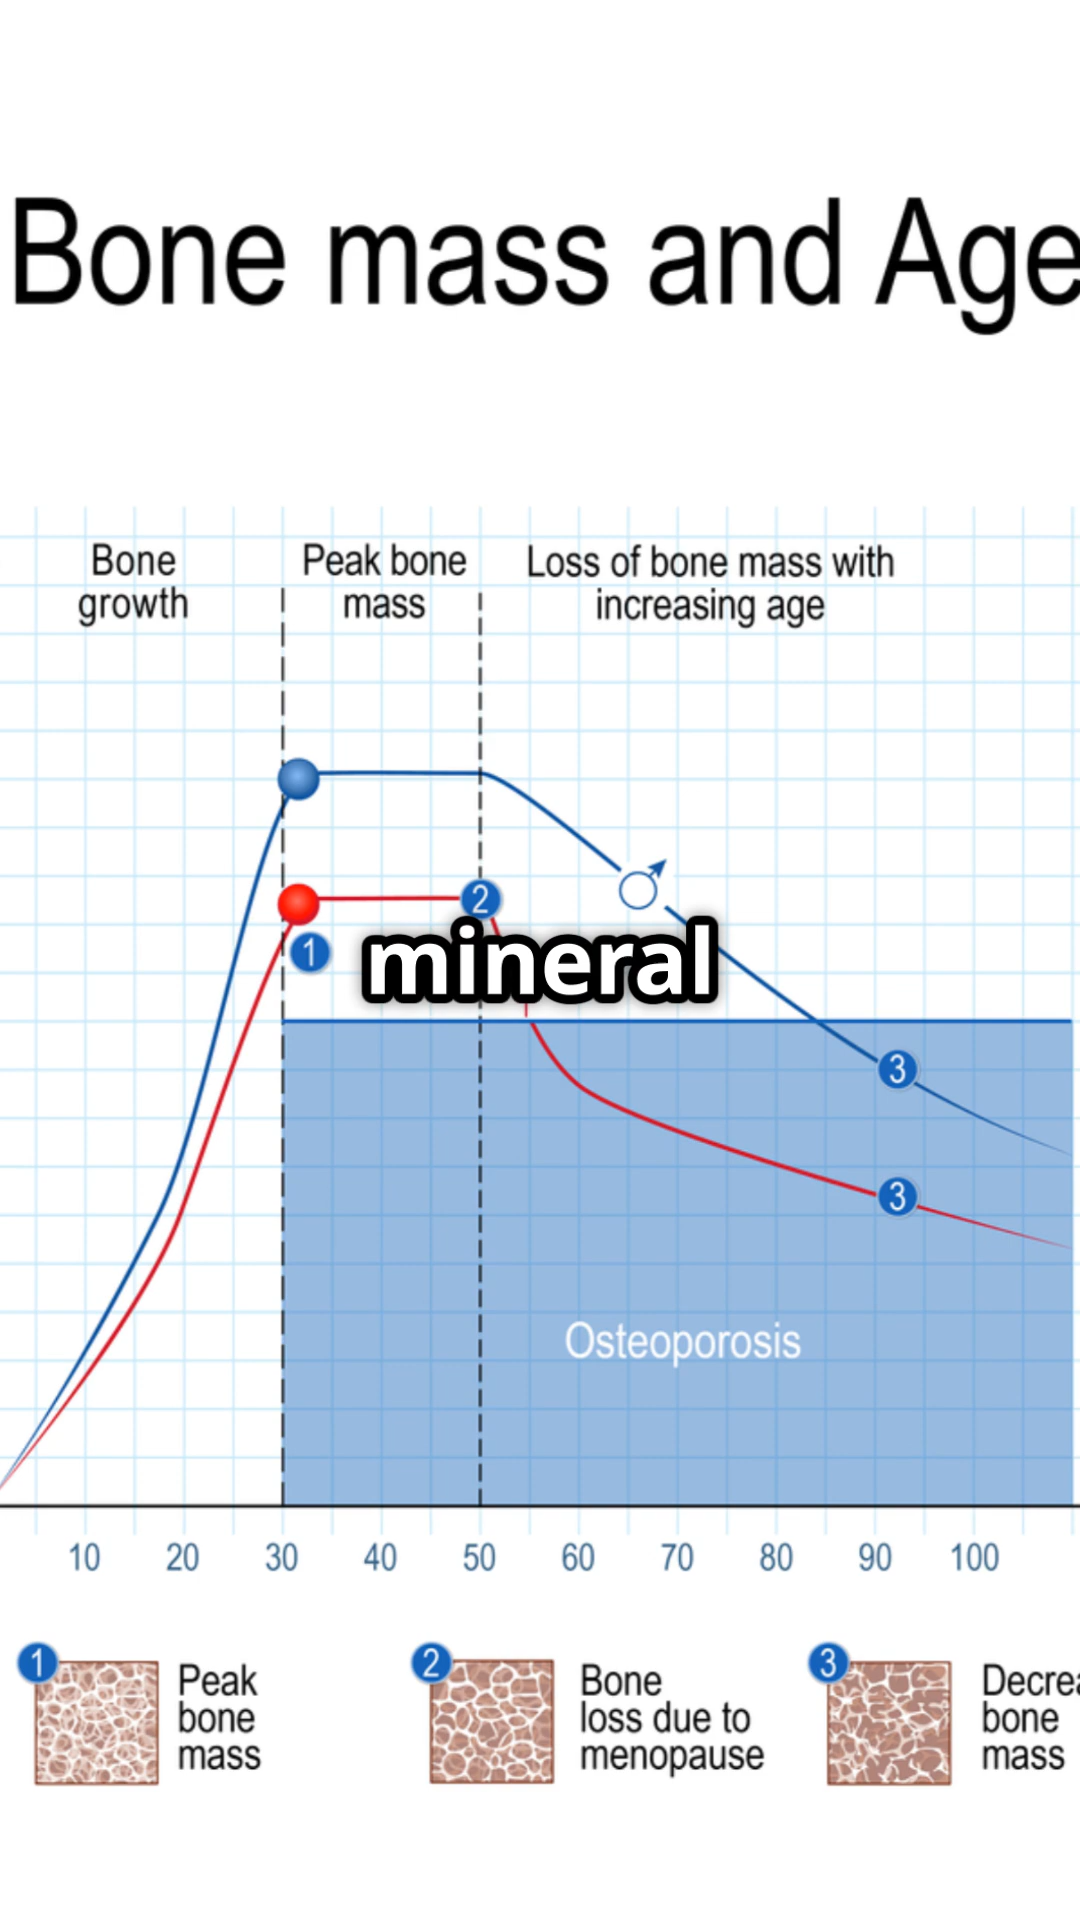 Bone mass and Age
Bone
growth
Peak bone
mass
Loss of bone mass with
increasing age
2
1
mineral
3
3
Osteoporosis
10 20 30 40 50 60 70 80 90 100
1
Peak
bone
mass
2
Bone
loss due to
menopause
3
Decrea
bone
mass